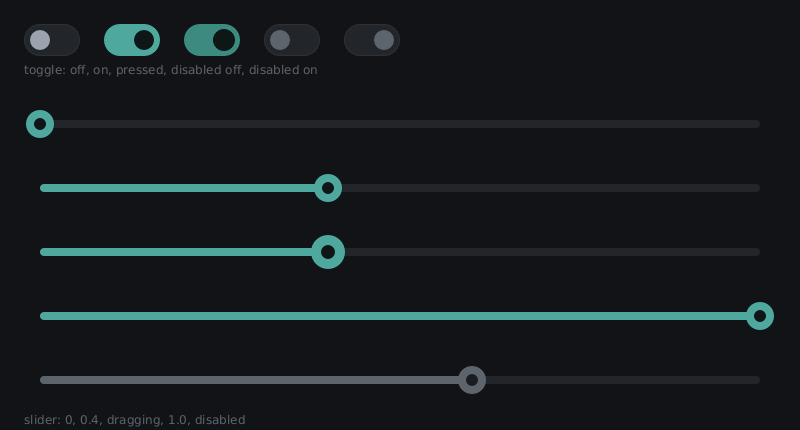 toggle: off, on, pressed, disabled off, disabled on
slider: 0, 0.4, dragging, 1.0, disabled